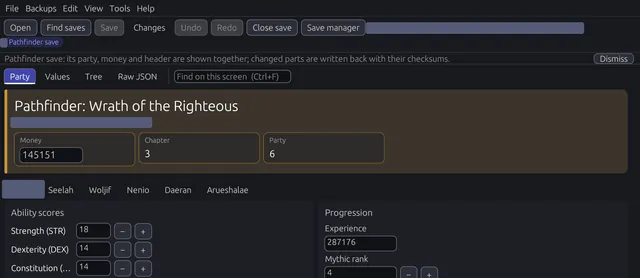 File Backups Edit View Tools Help
Open Find saves Save Changes Undo Redo Close save Save manager
Pathfinder save
Pathfinder save: its party, money and header are shown together; changed parts are written back with their checksums. Dismiss
Party Values Tree Raw JSON Find on this screen (Ctrl+F)
Pathfinder: Wrath of the Righteous
Money Chapter Party
145151 3 6
Seelah Woljif Nenio Daeran Arueshalae
Ability scores Progression
Strength (STR) 18 − + Experience
287176
Dexterity (DEX) 14 − + Mythic rank
Constitution (... 14 − + 4 − +